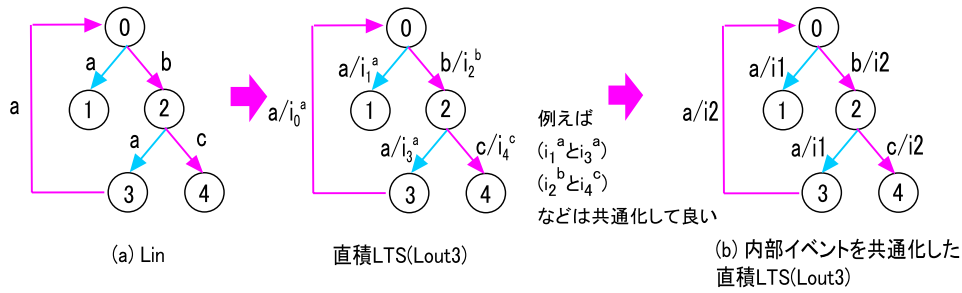 0
a
b
1
2
a
a
c
3
4
(a) Lin
0
a/i₁ᵃ
b/i₂ᵇ
1
2
a/i₀ᵃ
a/i₃ᵃ
c/i₄ᶜ
3
4
直積LTS(Lout3)
例えば
(i₁ᵃとi₃ᵃ)
(i₂ᵇとi₄ᶜ)
などは共通化して良い
0
a/i1
b/i2
1
2
a/i2
a/i1
c/i2
3
4
(b) 内部イベントを共通化した
直積LTS(Lout3)